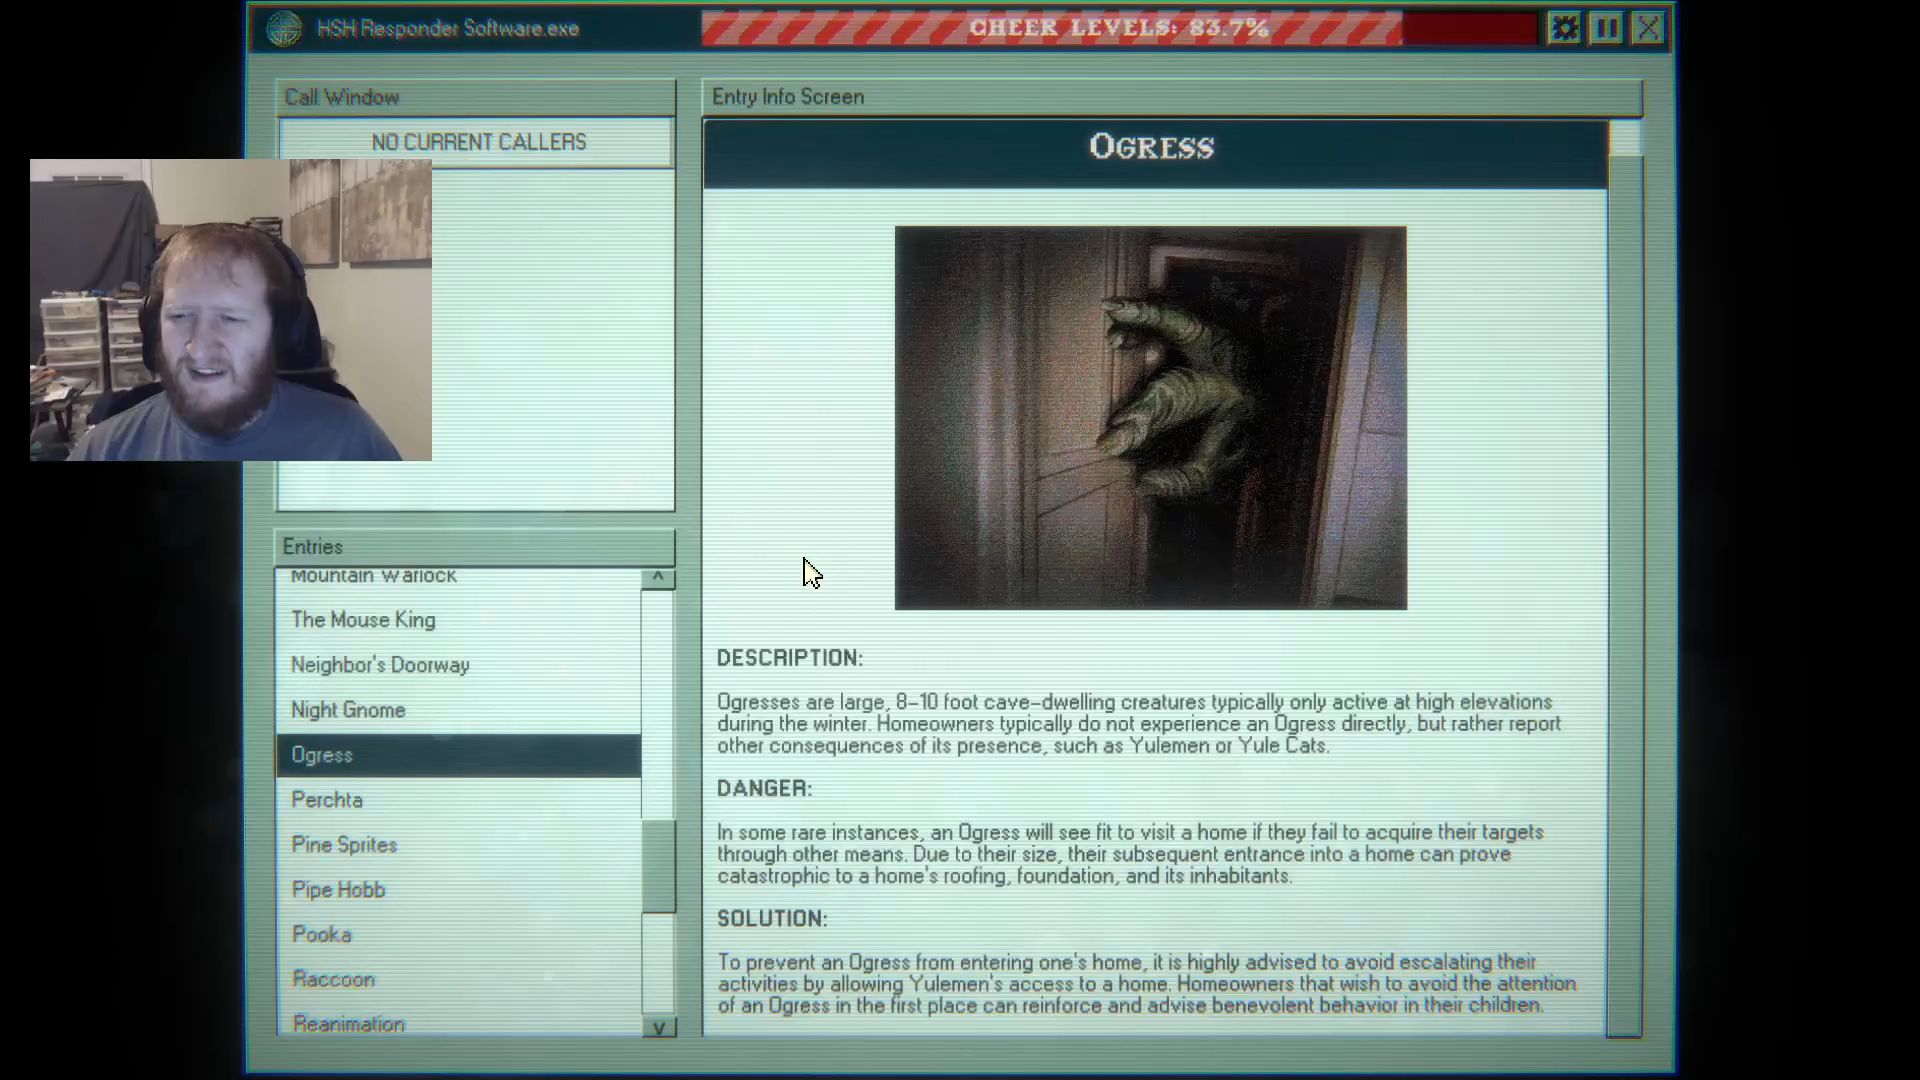 HSH Responder Software.exe
CHEER LEVELS: 83.7%
Call Window
NO CURRENT CALLERS
Entries
Mountain Warlock
The Mouse King
Neighbor's Doorway
Night Gnome
Ogress
Perchta
Pine Sprites
Pipe Hobb
Pooka
Raccoon
Reanimation
Entry Info Screen
OGRESS
DESCRIPTION:
Ogresses are large, 8-10 foot cave-dwelling creatures typically only active at high elevations
during the winter. Homeowners typically do not experience an Ogress directly, but rather report
other consequences of its presence, such as Yulemen or Yule Cats.
DANGER:
In some rare instances, an Ogress will see fit to visit a home if they fail to acquire their targets
through other means. Due to their size, their subsequent entrance into a home can prove
catastrophic to a home's roofing, foundation, and its inhabitants.
SOLUTION:
To prevent an Ogress from entering one's home, it is highly advised to avoid escalating their
activities by allowing Yulemen's access to a home. Homeowners that wish to avoid the attention
of an Ogress in the first place can reinforce and advise benevolent behavior in their children.